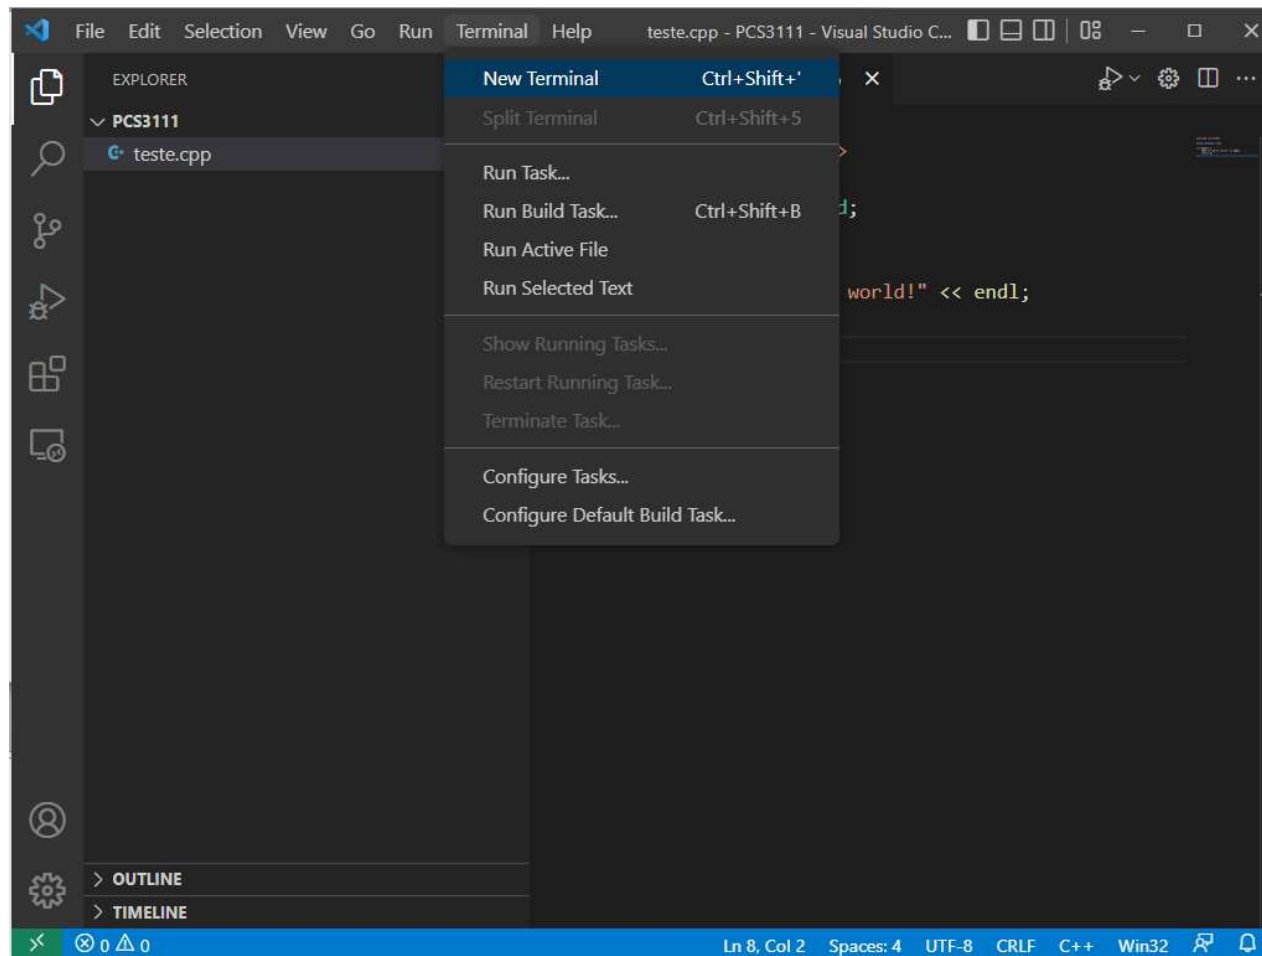 File Edit Selection View Go Run Terminal Help teste.cpp - PCS3111 - Visual Studio C...
EXPLORER
PCS3111
teste.cpp
New Terminal Ctrl+Shift+'
Split Terminal Ctrl+Shift+5
Run Task...
Run Build Task... Ctrl+Shift+B
Run Active File
Run Selected Text
Show Running Tasks...
Restart Running Task...
Terminate Task...
Configure Tasks...
Configure Default Build Task...
>
d;
world!" << endl;
OUTLINE
TIMELINE
0 0 Ln 8, Col 2 Spaces: 4 UTF-8 CRLF C++ Win32